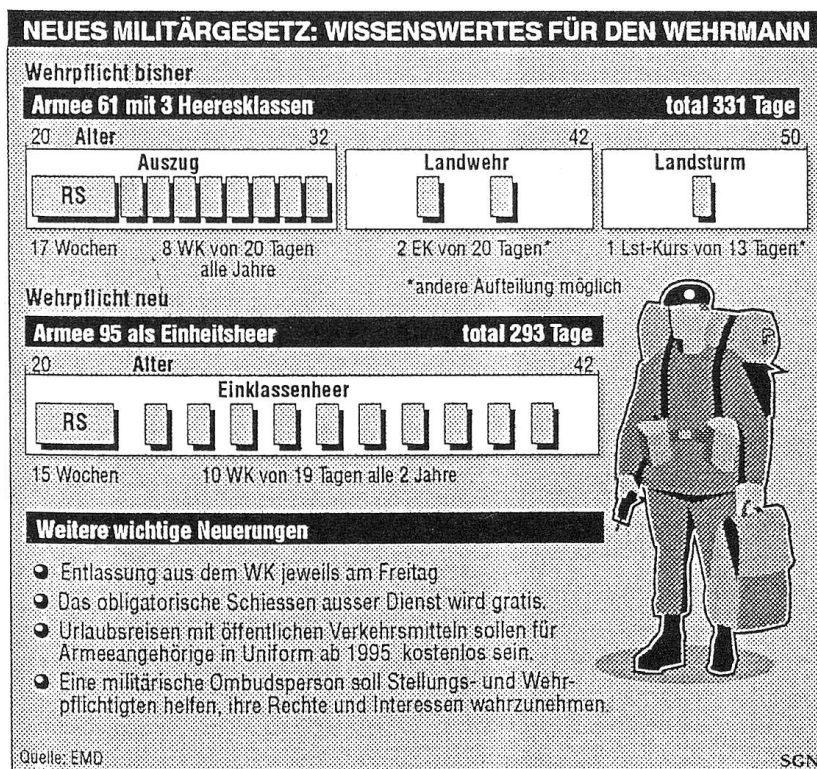 NEUES MILITÄRGESETZ: WISSENSWERTES FÜR DEN WEHRMANN
Wehrpflicht bisher
Armee 61 mit 3 Heeresklassen total 331 Tage
20 Alter 32 42 50
Auszug Landwehr Landsturm
RS
17 Wochen 8 WK von 20 Tagen 2 EK von 20 Tagen* 1 Lst-Kurs von 13 Tagen*
alle Jahre
*andere Aufteilung möglich
Wehrpflicht neu
Armee 95 als Einheitsheer total 293 Tage
20 Alter 42
Einklassenheer
RS
15 Wochen 10 WK von 19 Tagen alle 2 Jahre
Weitere wichtige Neuerungen
Entlassung aus dem WK jeweils am Freitag
Das obligatorische Schiessen ausser Dienst wird gratis.
Urlaubsreisen mit öffentlichen Verkehrsmitteln sollen für
Armeeangehörige in Uniform ab 1995 kostenlos sein.
Eine militärische Ombudsperson soll Stellungs- und Wehr-
pflichtigten helfen, ihre Rechte und Interessen wahrzunehmen.
Quelle: EMD SGN